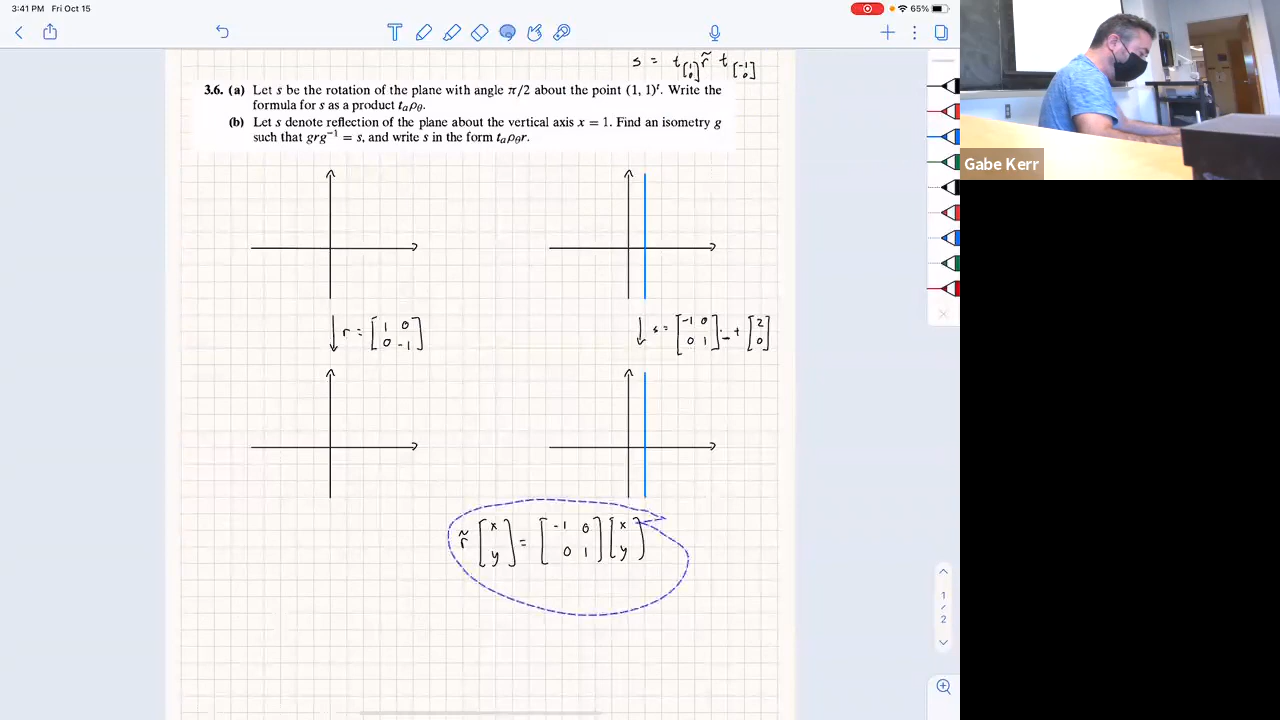 3:41 PM Fri Oct 15
65%
s = t[1 0] r̃ t[-1 0]
3.6. (a) Let s be the rotation of the plane with angle π/2 about the point (1, 1)ᵗ. Write the
formula for s as a product tₐρθ.
(b) Let s denote reflection of the plane about the vertical axis x = 1. Find an isometry g
such that grg⁻¹ = s, and write s in the form tₐρθr.
Gabe Kerr
r = [1 0
0 -1]
s = [-1 0
0 1] · _ + [2
0]
r̃ [x
y] = [-1 0
0 1] [x
y]
1
/
2